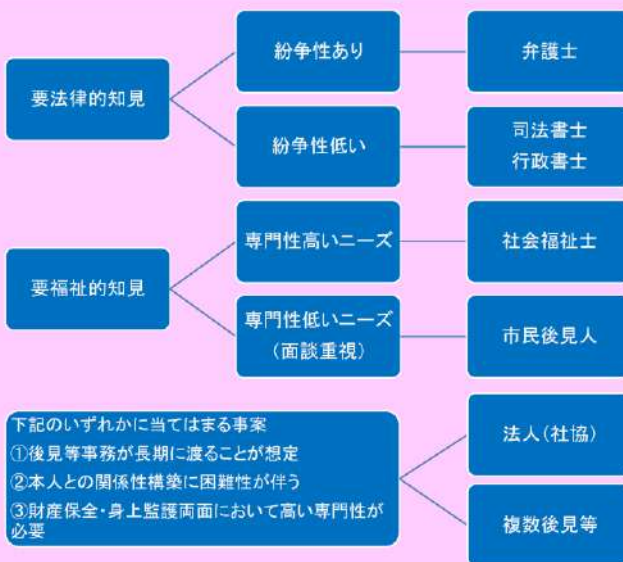 要法律的知見
紛争性あり
弁護士
紛争性低い
司法書士
行政書士
要福祉的知見
専門性高いニーズ
社会福祉士
専門性低いニーズ
(面談重視)
市民後見人
下記のいずれかに当てはまる事案
①後見等事務が長期に渡ることが想定
②本人との関係性構築に困難性が伴う
③財産保全・身上監護両面において高い専門性が
必要
法人(社協)
複数後見等